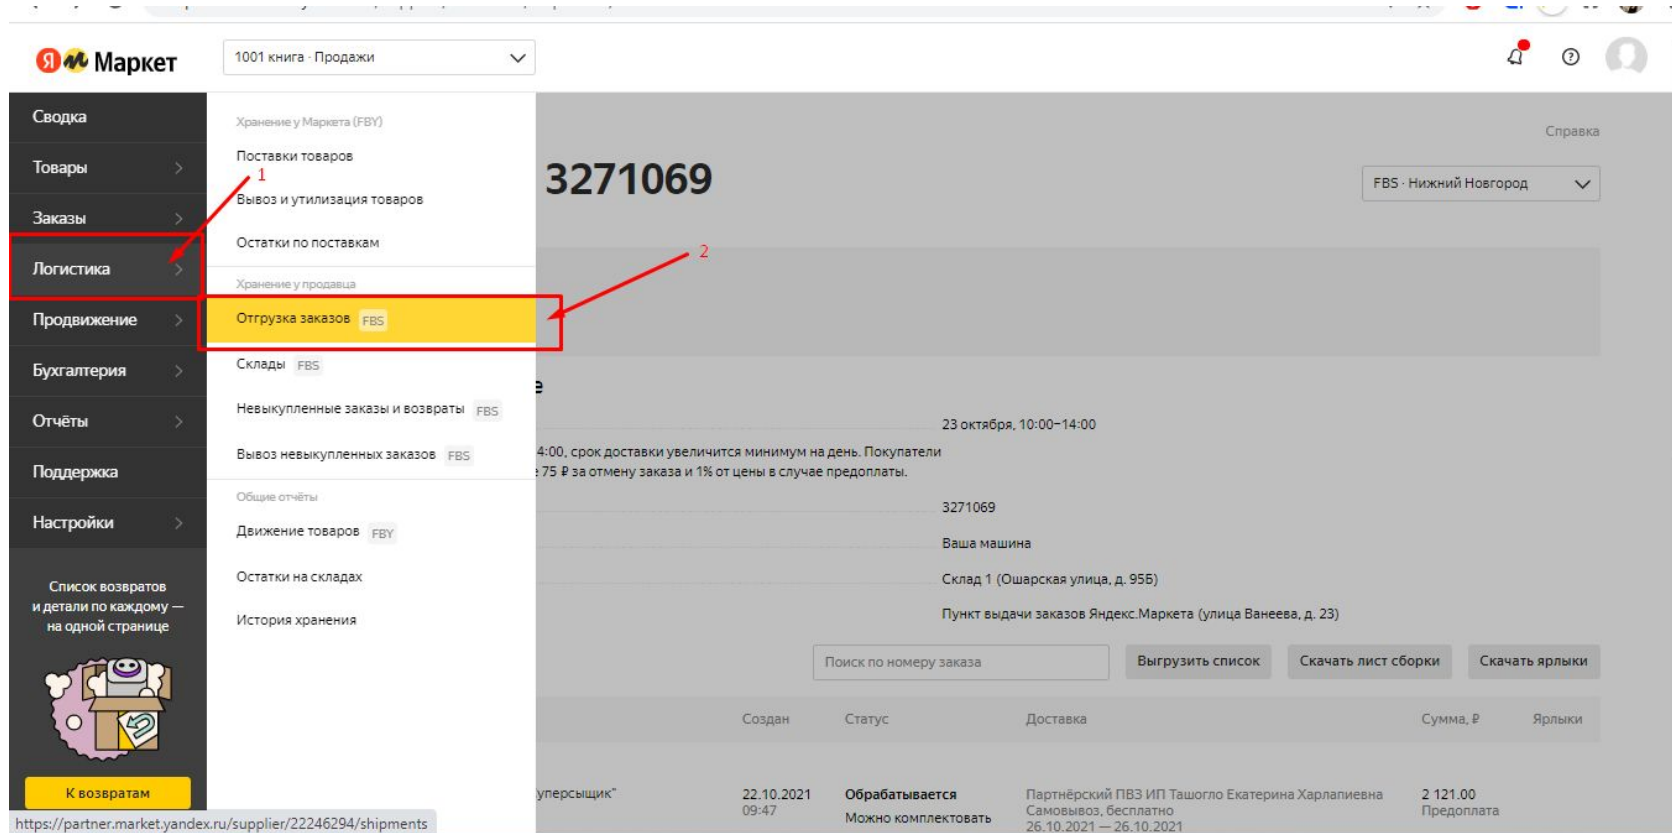 Я М Маркет
1001 книга · Продажи
Сводка
Товары
Заказы
Логистика
Продвижение
Бухгалтерия
Отчёты
Поддержка
Настройки
Список возвратов
и детали по каждому —
на одной странице
К возвратам
https://partner.market.yandex.ru/supplier/22246294/shipments
Хранение у Маркета (FBY)
Поставки товаров
1
Вывоз и утилизация товаров
Остатки по поставкам
Хранение у продавца
Отгрузка заказов FBS
2
Склады FBS
Невыкупленные заказы и возвраты FBS
Вывоз невыкупленных заказов FBS
Общие отчёты
Движение товаров FBY
Остатки на складах
История хранения
Справка
3271069
FBS · Нижний Новгород
23 октября, 10:00–14:00
4:00, срок доставки увеличится минимум на день. Покупатели
75 ₽ за отмену заказа и 1% от цены в случае предоплаты.
3271069
Ваша машина
Склад 1 (Ошарская улица, д. 95Б)
Пункт выдачи заказов Яндекс.Маркета (улица Ванеева, д. 23)
Поиск по номеру заказа
Выгрузить список
Скачать лист сборки
Скачать ярлыки
Создан
Статус
Доставка
Сумма, ₽
Ярлыки
уперсыщик"
22.10.2021
09:47
Обрабатывается
Можно комплектовать
Партнёрский ПВЗ ИП Ташогло Екатерина Харлапиевна
Самовывоз, бесплатно
26.10.2021 — 26.10.2021
2 121.00
Предоплата